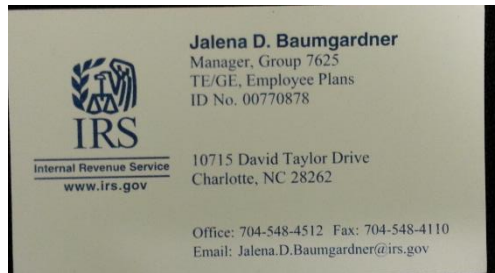 Jalena D. Baumgardner
Manager, Group 7625
TE/GE, Employee Plans
ID No. 00770878
IRS
Internal Revenue Service
www.irs.gov
10715 David Taylor Drive
Charlotte, NC 28262
Office: 704-548-4512 Fax: 704-548-4110
Email: Jalena.D.Baumgardner@irs.gov